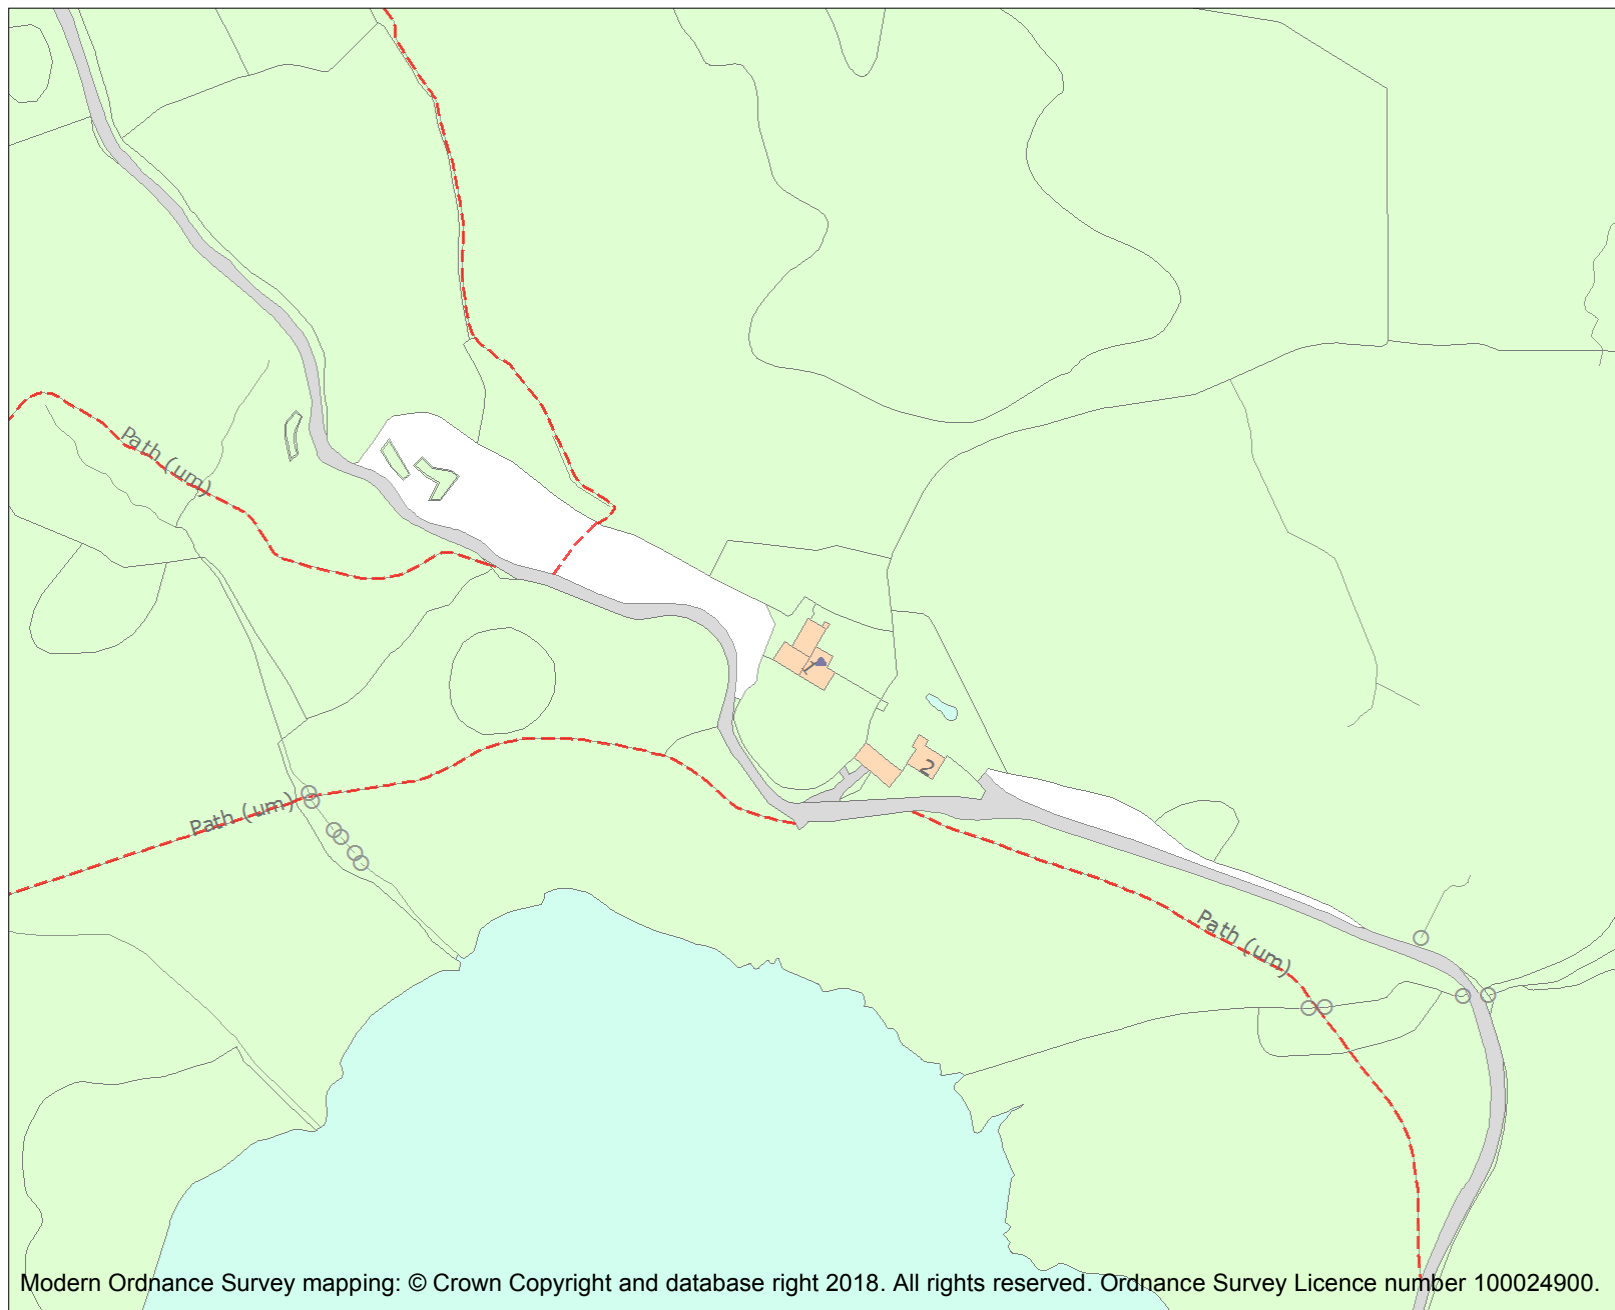 Path (um)
1
2
Path (um)
Path (um)
Modern Ordnance Survey mapping: © Crown Copyright and database right 2018. All rights reserved. Ordnance Survey Licence number 100024900.